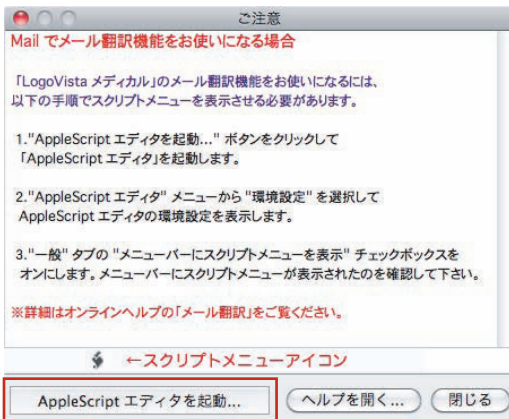 ご注意
Mail でメール翻訳機能をお使いになる場合
「LogoVista メディカル」のメール翻訳機能をお使いになるには、
以下の手順でスクリプトメニューを表示させる必要があります。
1."AppleScript エディタを起動..." ボタンをクリックして
「AppleScript エディタ」を起動します。
2."AppleScript エディタ" メニューから "環境設定" を選択して
AppleScript エディタの環境設定を表示します。
3."一般" タブの "メニューバーにスクリプトメニューを表示" チェックボックスを
オンにします。メニューバーにスクリプトメニューが表示されたのを確認して下さい。
※詳細はオンラインヘルプの「メール翻訳」をご覧ください。
←スクリプトメニューアイコン
AppleScript エディタを起動...
ヘルプを開く...
閉じる